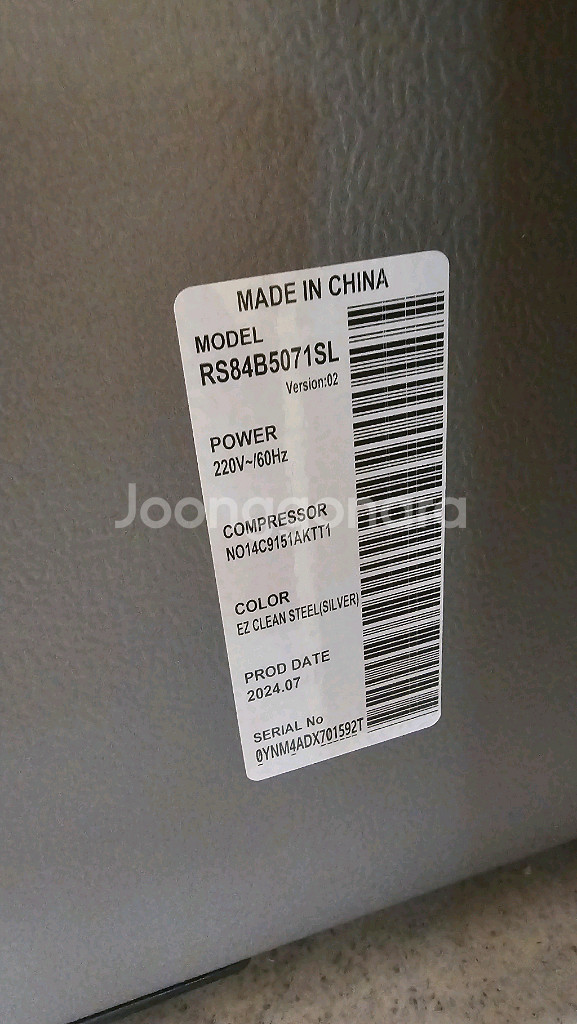 MADE IN CHINA
MODEL
RS84B5071SL
Version:02
POWER
220V~/60Hz
Joonggonara
COMPRESSOR
NO14C9151AKTT1
COLOR
EZ CLEAN STEEL(SILVER)
PROD DATE
2024.07
SERIAL No
0YNM4ADX701592T